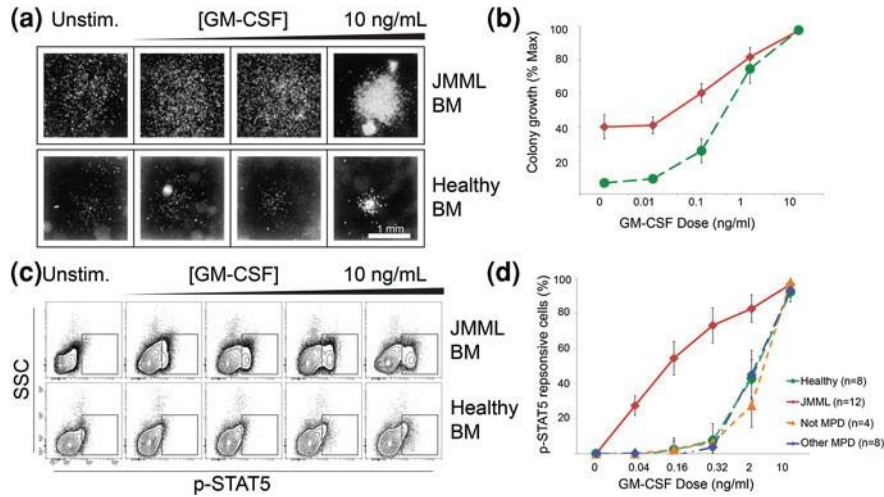 (a) Unstim. [GM-CSF] 10 ng/mL
JMML
BM
Healthy
BM
1 mm
(b)
Colony growth (% Max)
100
80
60
40
20
0 0.01 0.1 1 10
GM-CSF Dose (ng/ml)
(c) Unstim. [GM-CSF] 10 ng/mL
SSC
JMML
BM
Healthy
BM
p-STAT5
(d)
p-STAT5 repsonsive cells (%)
100
80
60
40
20
0 0.04 0.16 0.32 2 10
GM-CSF Dose (ng/ml)
Healthy (n=8)
JMML (n=12)
Not MPD (n=4)
Other MPD (n=8)